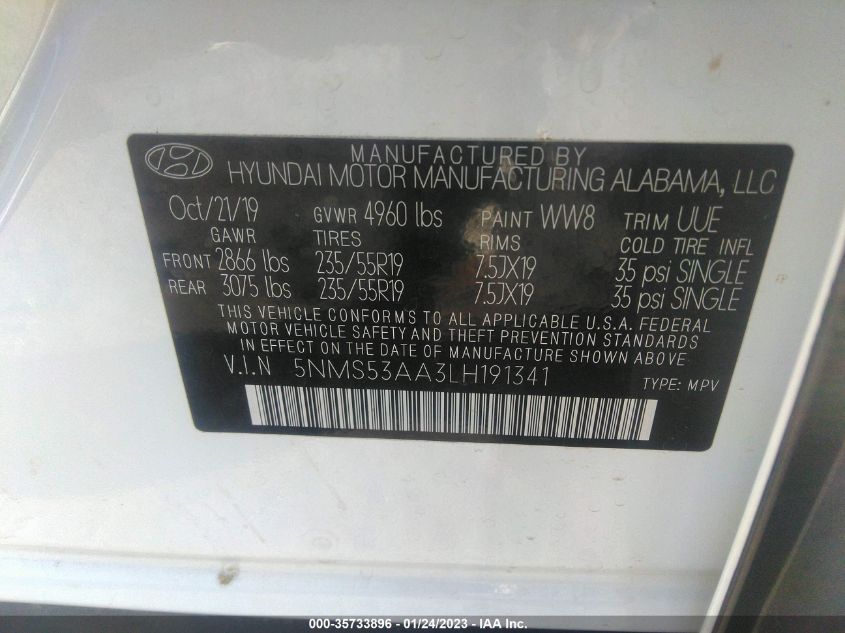 MANUFACTURED BY
HYUNDAI MOTOR MANUFACTURING ALABAMA, LLC
Oct/21/19 GVWR 4960 lbs PAINT WW8 TRIM UUE
GAWR TIRES RIMS COLD TIRE INFL
FRONT 2866 lbs 235/55R19 7.5JX19 35 psi SINGLE
REAR 3075 lbs 235/55R19 7.5JX19 35 psi SINGLE
THIS VEHICLE CONFORMS TO ALL APPLICABLE U.S.A. FEDERAL
MOTOR VEHICLE SAFETY AND THEFT PREVENTION STANDARDS
IN EFFECT ON THE DATE OF MANUFACTURE SHOWN ABOVE
V.I.N 5NMS53AA3LH191341 TYPE: MPV
000-35733896 - 01/24/2023 - IAA Inc.